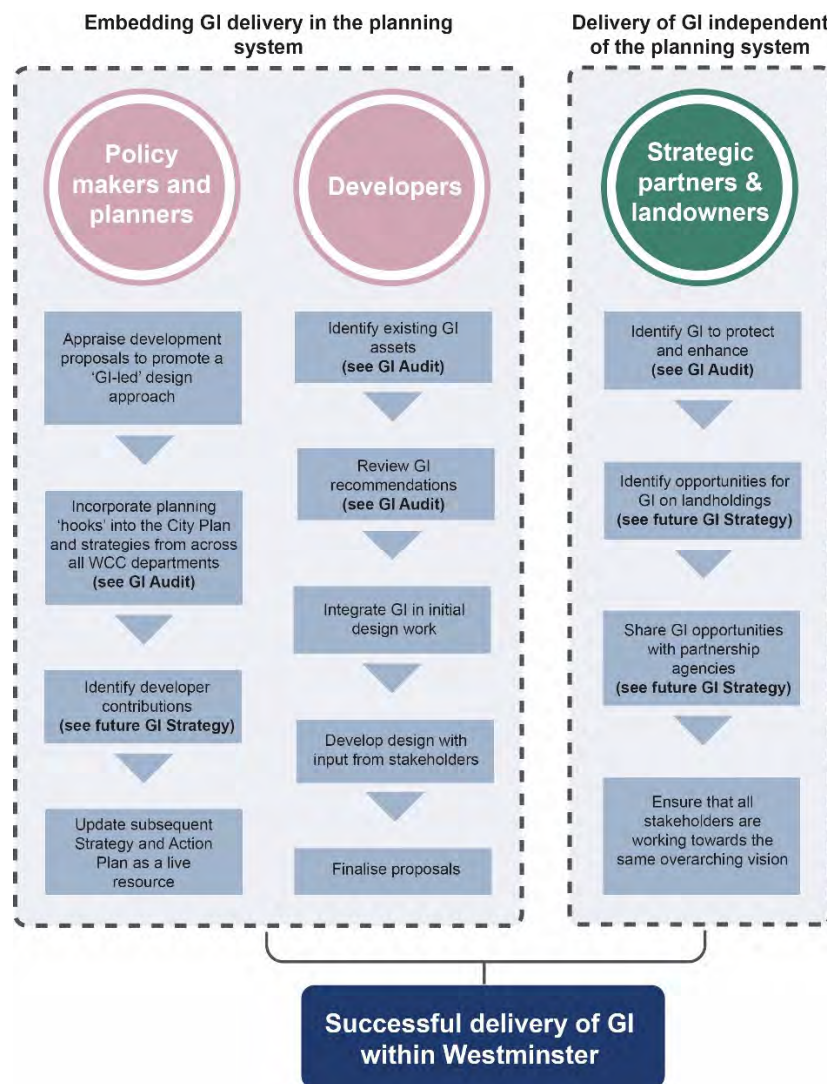 Embedding GI delivery in the planning
system
Policy
makers and
planners
Developers
Appraise development
proposals to promote a
'GI-led' design
approach
Incorporate planning
'hooks' into the City Plan
and strategies from across
all WCC departments
(see GI Audit)
Identify developer
contributions
(see future GI Strategy)
Update subsequent
Strategy and Action
Plan as a live
resource
Identify existing GI
assets
(see GI Audit)
Review GI
recommendations
(see GI Audit)
Integrate GI in initial
design work
Develop design with
input from stakeholders
Finalise proposals
Delivery of GI independent
of the planning system
Strategic
partners &
landowners
Identify GI to protect
and enhance
(see GI Audit)
Identify opportunities for
GI on landholdings
(see future GI Strategy)
Share GI opportunities
with partnership
agencies
(see future GI Strategy)
Ensure that all
stakeholders are
working towards the
same overarching vision
Successful delivery of GI
within Westminster